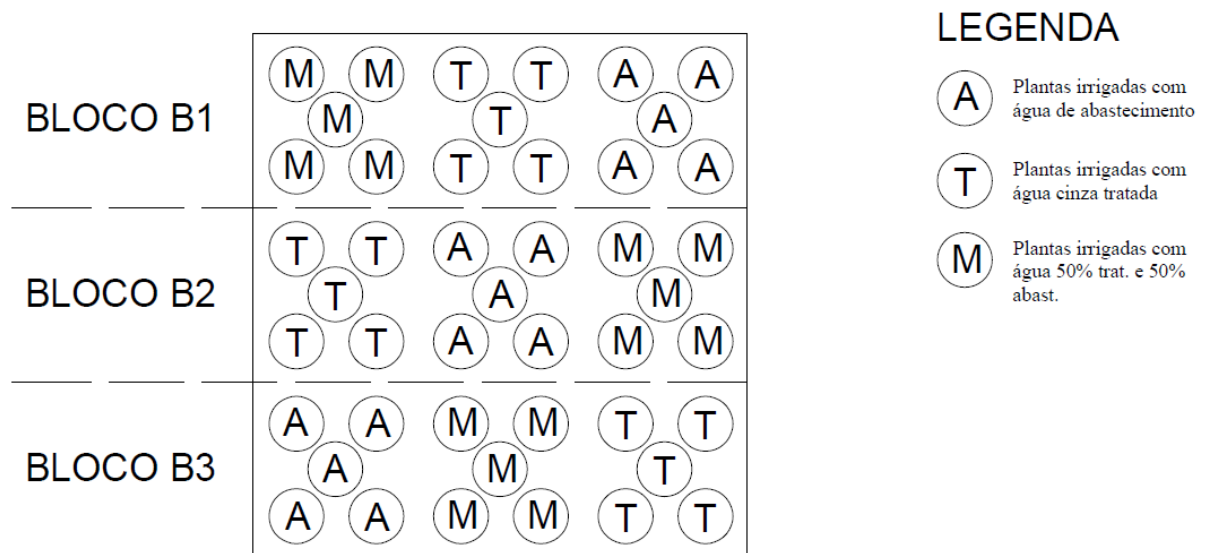 LEGENDA
A Plantas irrigadas com
água de abastecimento
T Plantas irrigadas com
água cinza tratada
M Plantas irrigadas com
água 50% trat. e 50%
abast.
BLOCO B1
M M T T A A
M T A
M M T T A A
BLOCO B2
T T A A M M
T A M
T T A A M M
BLOCO B3
A A M M T T
A M T
A A M M T T